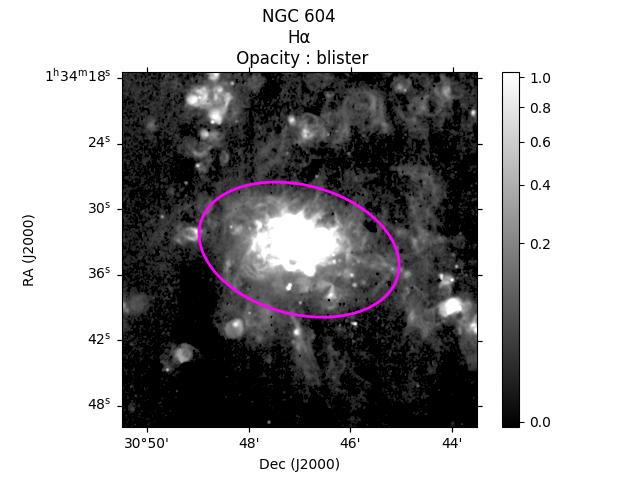 NGC 604
Hα
Opacity : blister
1ʰ34ᵐ18ˢ
24ˢ
30ˢ
36ˢ
42ˢ
48ˢ
RA (J2000)
30°50' 48' 46' 44'
Dec (J2000)
1.0
0.8
0.6
0.4
0.2
0.0